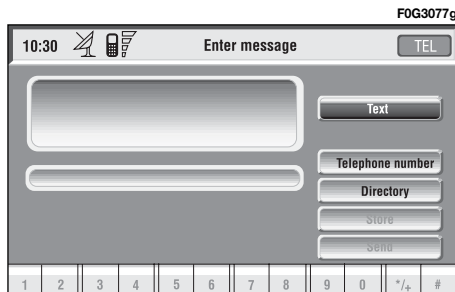 F0G3077g
10:30 Enter message TEL
Text
Telephone number
Directory
Store
Send
1 2 3 4 5 6 7 8 9 0 */+ #